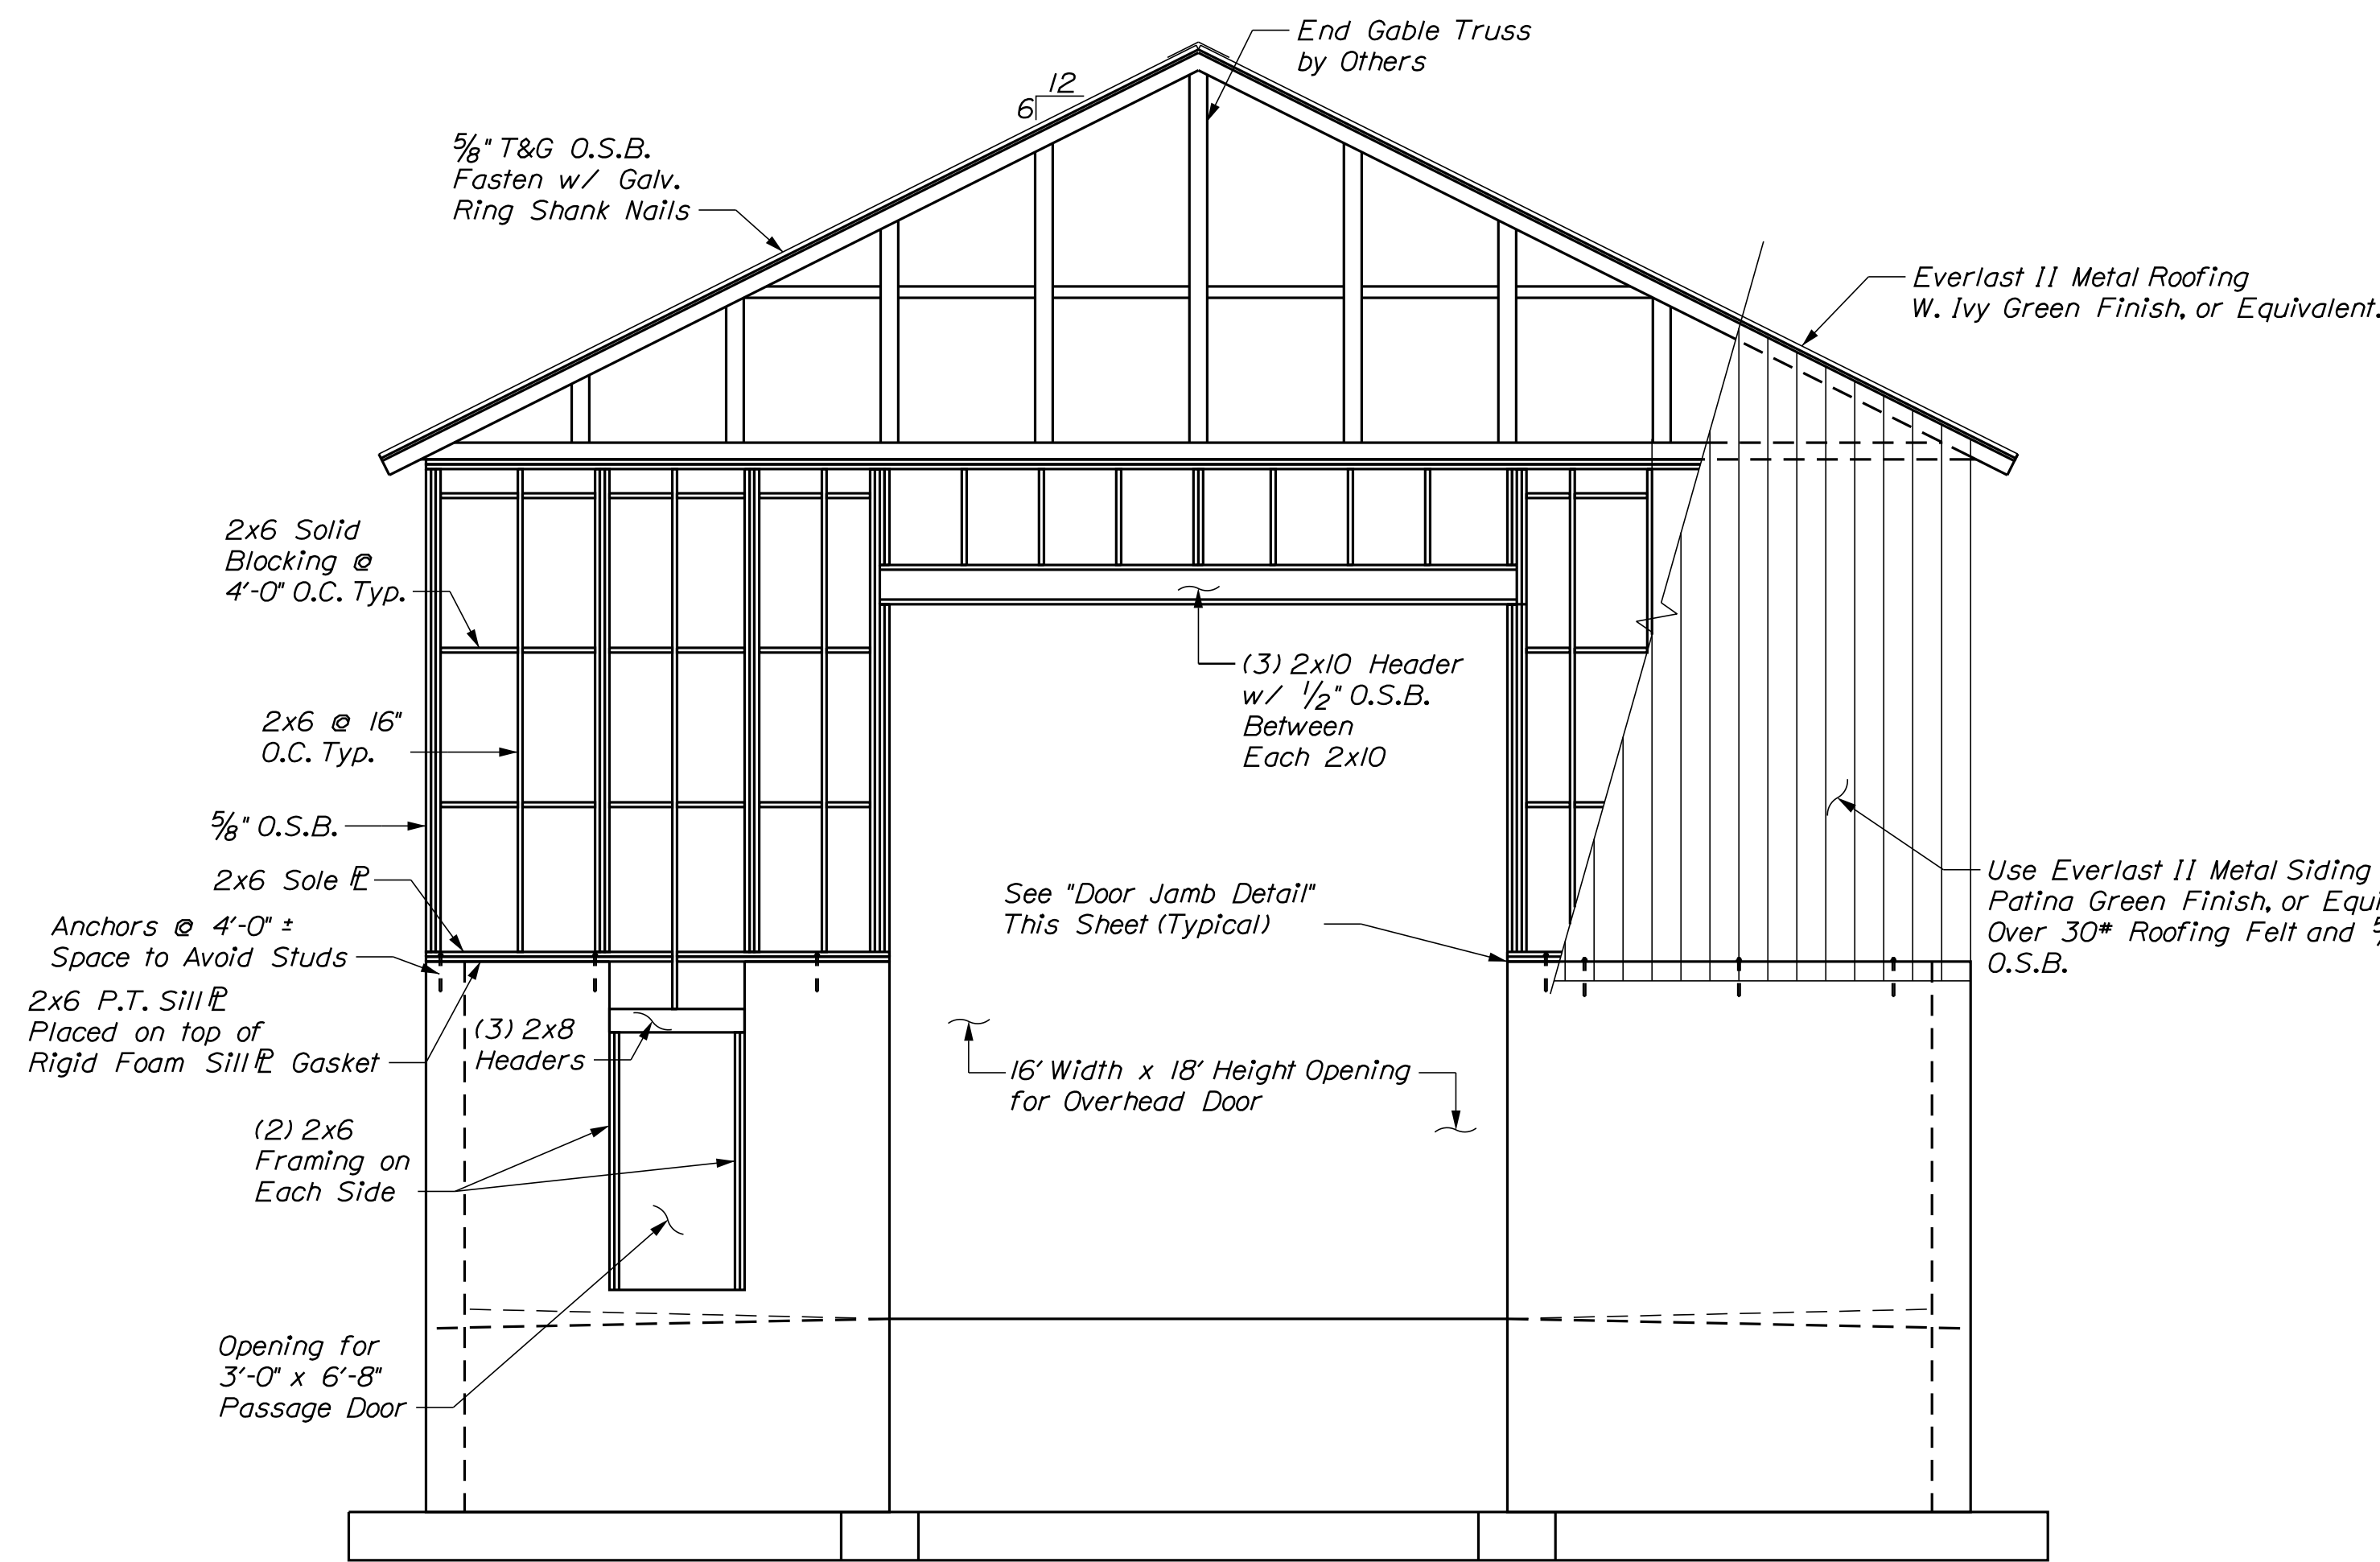 End Gable Truss
by Others
12
6
5/8" T&G O.S.B.
Fasten w/ Galv.
Ring Shank Nails
Everlast II Metal Roofing
W. Ivy Green Finish, or Equivalent.
2x6 Solid
Blocking @
4'-0" O.C. Typ.
(3) 2x10 Header
w/ 1/2" O.S.B.
Between
Each 2x10
2x6 @ 16"
O.C. Typ.
5/8" O.S.B.
2x6 Sole ⅊
Anchors @ 4'-0" ±
Space to Avoid Studs
2x6 P.T. Sill ⅊
Placed on top of
Rigid Foam Sill ⅊ Gasket
See "Door Jamb Detail"
This Sheet (Typical)
Use Everlast II Metal Siding
Patina Green Finish, or
Over 30# Roofing Felt and
O.S.B.
(3) 2x8
Headers
16' Width x 18' Height Opening
for Overhead Door
(2) 2x6
Framing on
Each Side
Opening for
3'-0" x 6'-8"
Passage Door